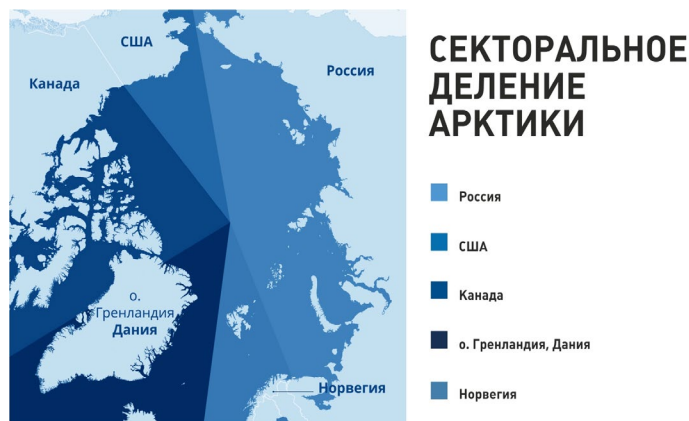 США
Канада
Россия
о.
Гренландия,
Дания
Норвегия
СЕКТОРАЛЬНОЕ
ДЕЛЕНИЕ
АРКТИКИ
Россия
США
Канада
о. Гренландия, Дания
Норвегия